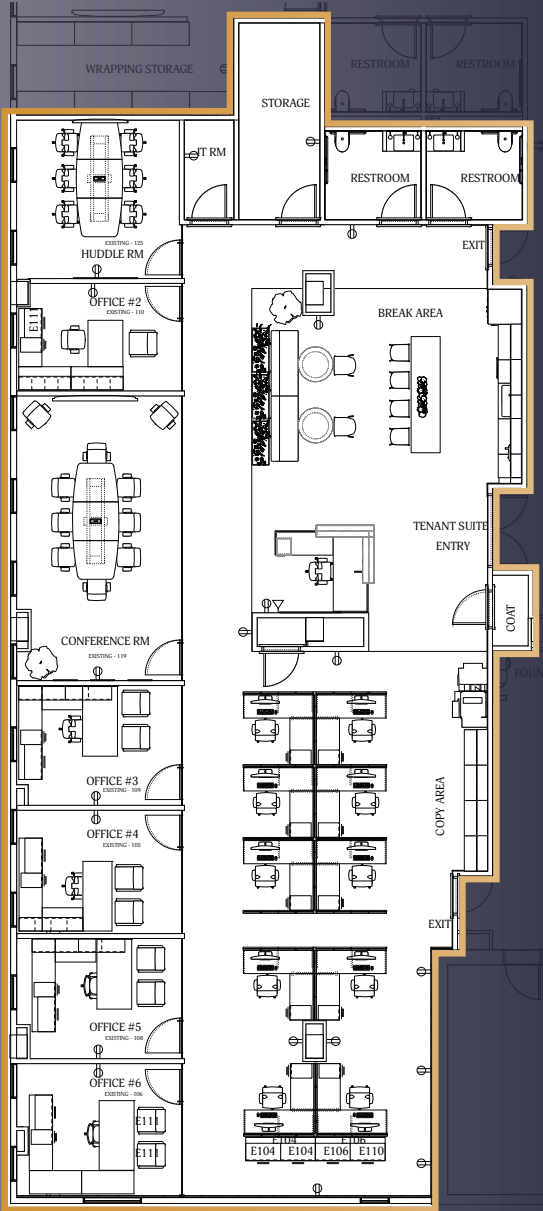 WRAPPING STORAGE
RESTROOM
RESTROOM
STORAGE
IT RM
RESTROOM
RESTROOM
EXISTING - 125
HUDDLE RM
EXIT
OFFICE #2
EXISTING - 110
E111
BREAK AREA
TENANT SUITE
ENTRY
COAT
CONFERENCE RM
EXISTING - 119
FOUN
OFFICE #3
EXISTING - 109
COPY AREA
OFFICE #4
EXISTING - 105
EXIT
OFFICE #5
EXISTING - 108
OFFICE #6
EXISTING - 106
E111
E111
E104
E106
E104
E104
E106
E110